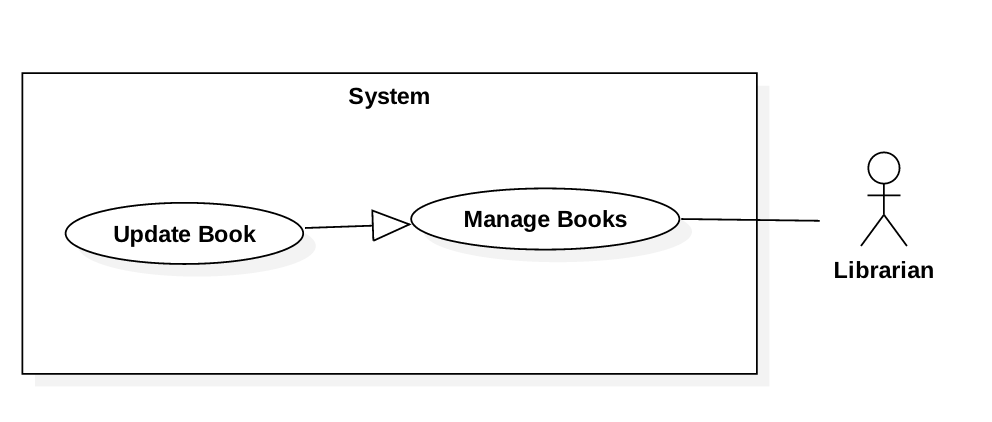 System
Update Book
Manage Books
Librarian